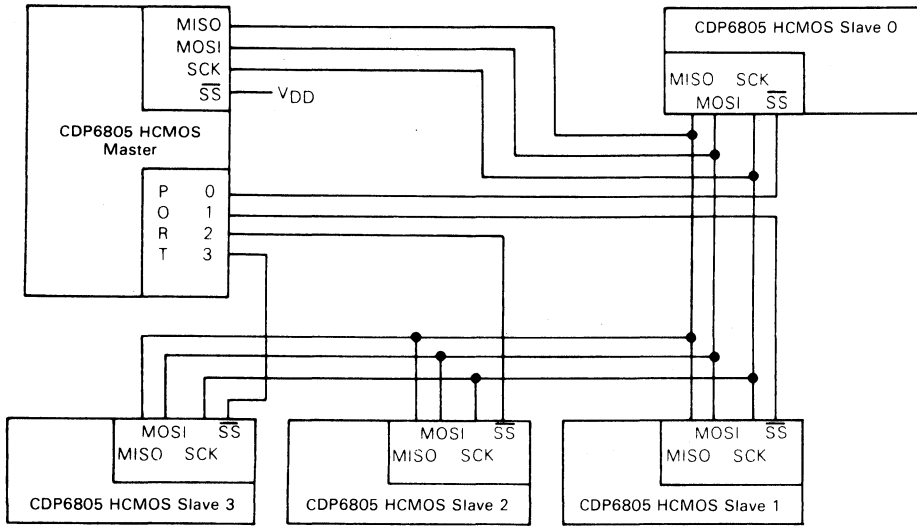 MISO
MOSI
SCK
SS
VDD
CDP6805 HCMOS
Master
P 0
O 1
R 2
T 3
CDP6805 HCMOS Slave 0
MISO SCK
MOSI SS
MOSI SS
MISO SCK
CDP6805 HCMOS Slave 3
MOSI SS
MISO SCK
CDP6805 HCMOS Slave 2
MOSI SS
MISO SCK
CDP6805 HCMOS Slave 1